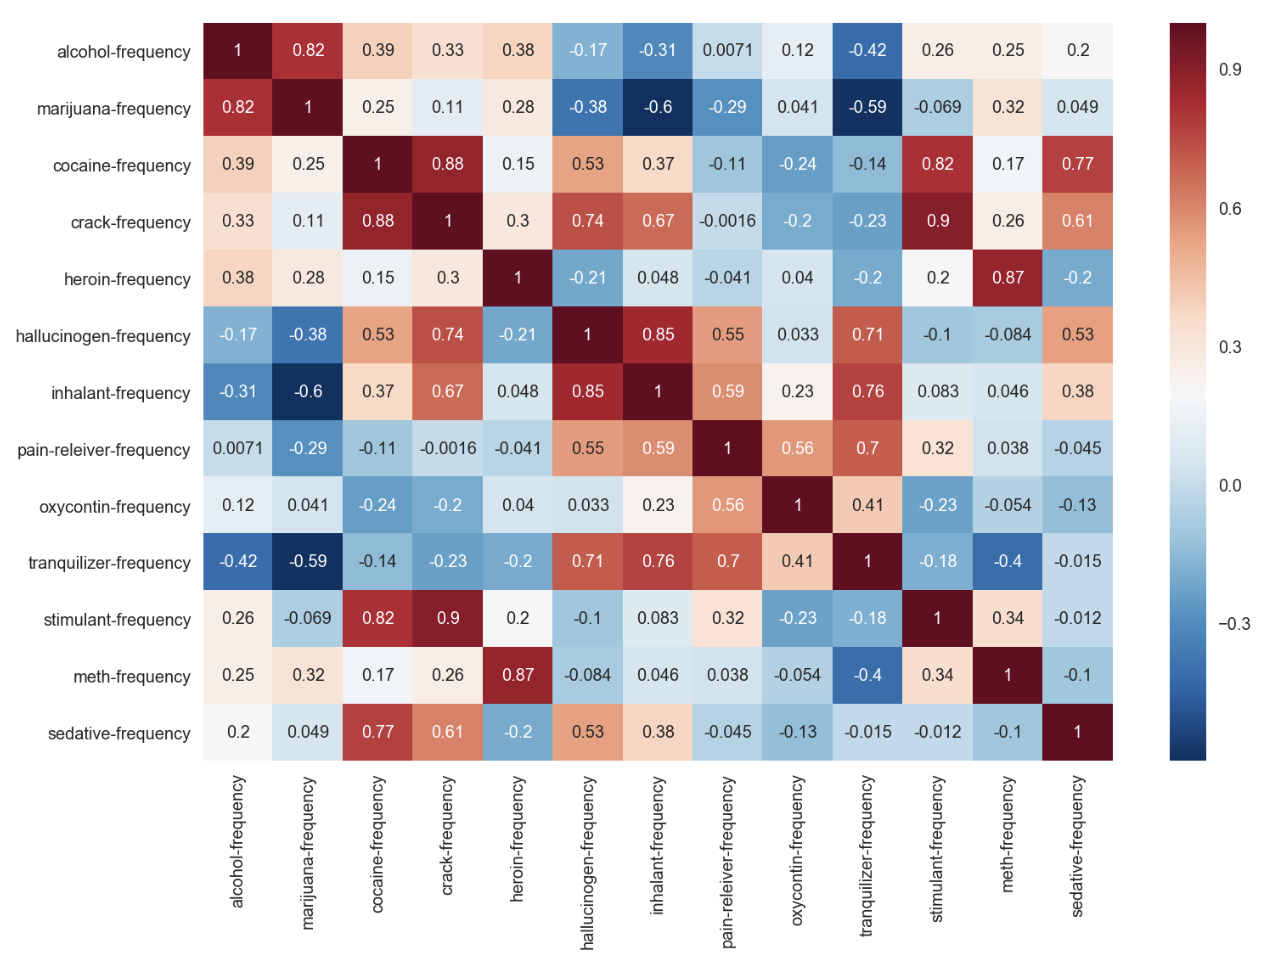 alcohol-frequency 1 0.82 0.39 0.33 0.38 -0.17 -0.31 0.0071 0.12 -0.42 0.26 0.25 0.2
marijuana-frequency 0.82 1 0.25 0.11 0.28 -0.38 -0.6 -0.29 0.041 -0.59 -0.069 0.32 0.049
cocaine-frequency 0.39 0.25 1 0.88 0.15 0.53 0.37 -0.11 -0.24 -0.14 0.82 0.17 0.77
crack-frequency 0.33 0.11 0.88 1 0.3 0.74 0.67 -0.0016 -0.2 -0.23 0.9 0.26 0.61
heroin-frequency 0.38 0.28 0.15 0.3 1 -0.21 0.048 -0.041 0.04 -0.2 0.2 0.87 -0.2
hallucinogen-frequency -0.17 -0.38 0.53 0.74 -0.21 1 0.85 0.55 0.033 0.71 -0.1 -0.084 0.53
inhalant-frequency -0.31 -0.6 0.37 0.67 0.048 0.85 1 0.59 0.23 0.76 0.083 0.046 0.38
pain-releiver-frequency 0.0071 -0.29 -0.11 -0.0016 -0.041 0.55 0.59 1 0.56 0.7 0.32 0.038 -0.045
oxycontin-frequency 0.12 0.041 -0.24 -0.2 0.04 0.033 0.23 0.56 1 0.41 -0.23 -0.054 -0.13
tranquilizer-frequency -0.42 -0.59 -0.14 -0.23 -0.2 0.71 0.76 0.7 0.41 1 -0.18 -0.4 -0.015
stimulant-frequency 0.26 -0.069 0.82 0.9 0.2 -0.1 0.083 0.32 -0.23 -0.18 1 0.34 -0.012
meth-frequency 0.25 0.32 0.17 0.26 0.87 -0.084 0.046 0.038 -0.054 -0.4 0.34 1 -0.1
sedative-frequency 0.2 0.049 0.77 0.61 -0.2 0.53 0.38 -0.045 -0.13 -0.015 -0.012 -0.1 1
alcohol-frequency
marijuana-frequency
cocaine-frequency
crack-frequency
heroin-frequency
hallucinogen-frequency
inhalant-frequency
pain-releiver-frequency
oxycontin-frequency
tranquilizer-frequency
stimulant-frequency
meth-frequency
sedative-frequency
0.9
0.6
0.3
0.0
−0.3